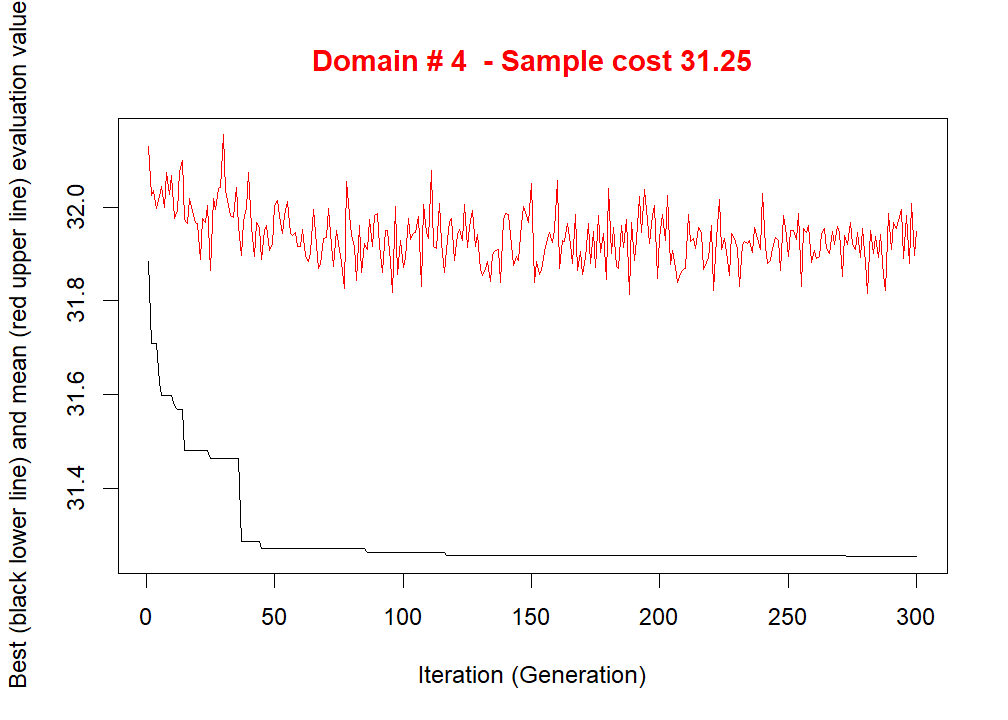 Domain # 4  - Sample cost 31.25
Best (black lower line) and mean (red upper line) evaluation value
32.0
31.8
31.6
31.4
0 50 100 150 200 250 300
Iteration (Generation)